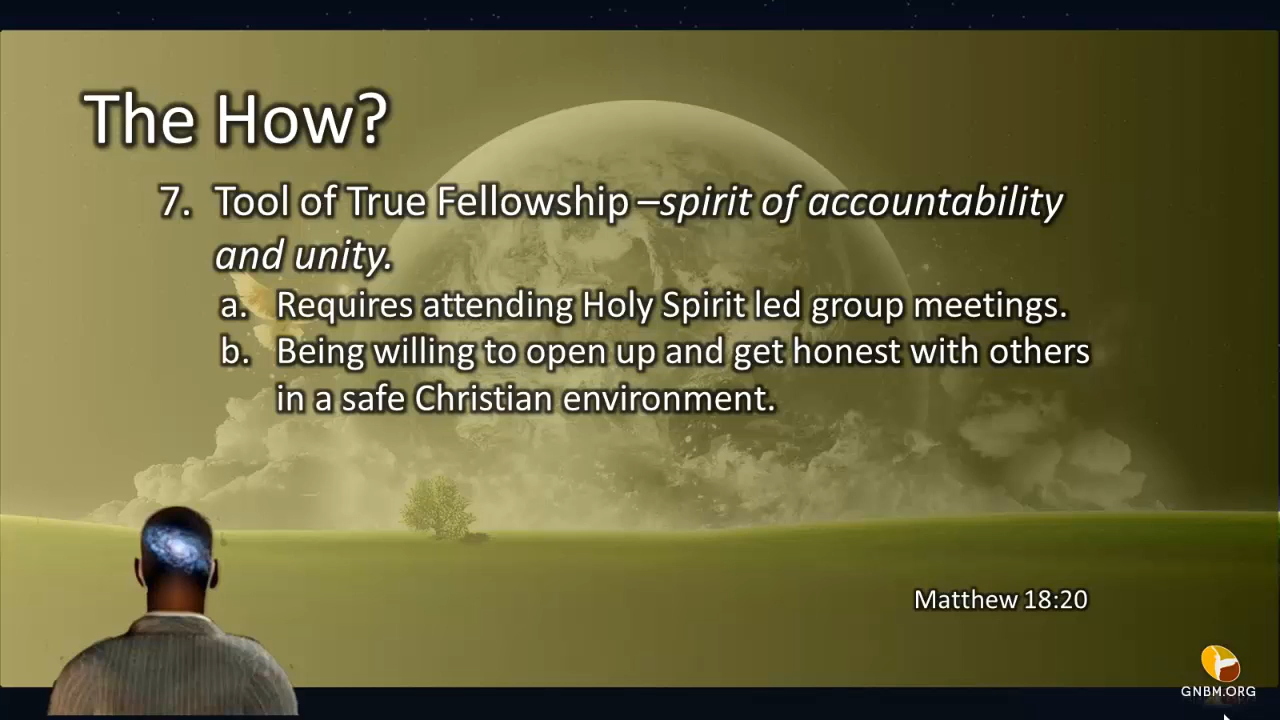 The How?
7. Tool of True Fellowship –spirit of accountability
and unity.
a. Requires attending Holy Spirit led group meetings.
b. Being willing to open up and get honest with others
in a safe Christian environment.
Matthew 18:20
GNBM.ORG